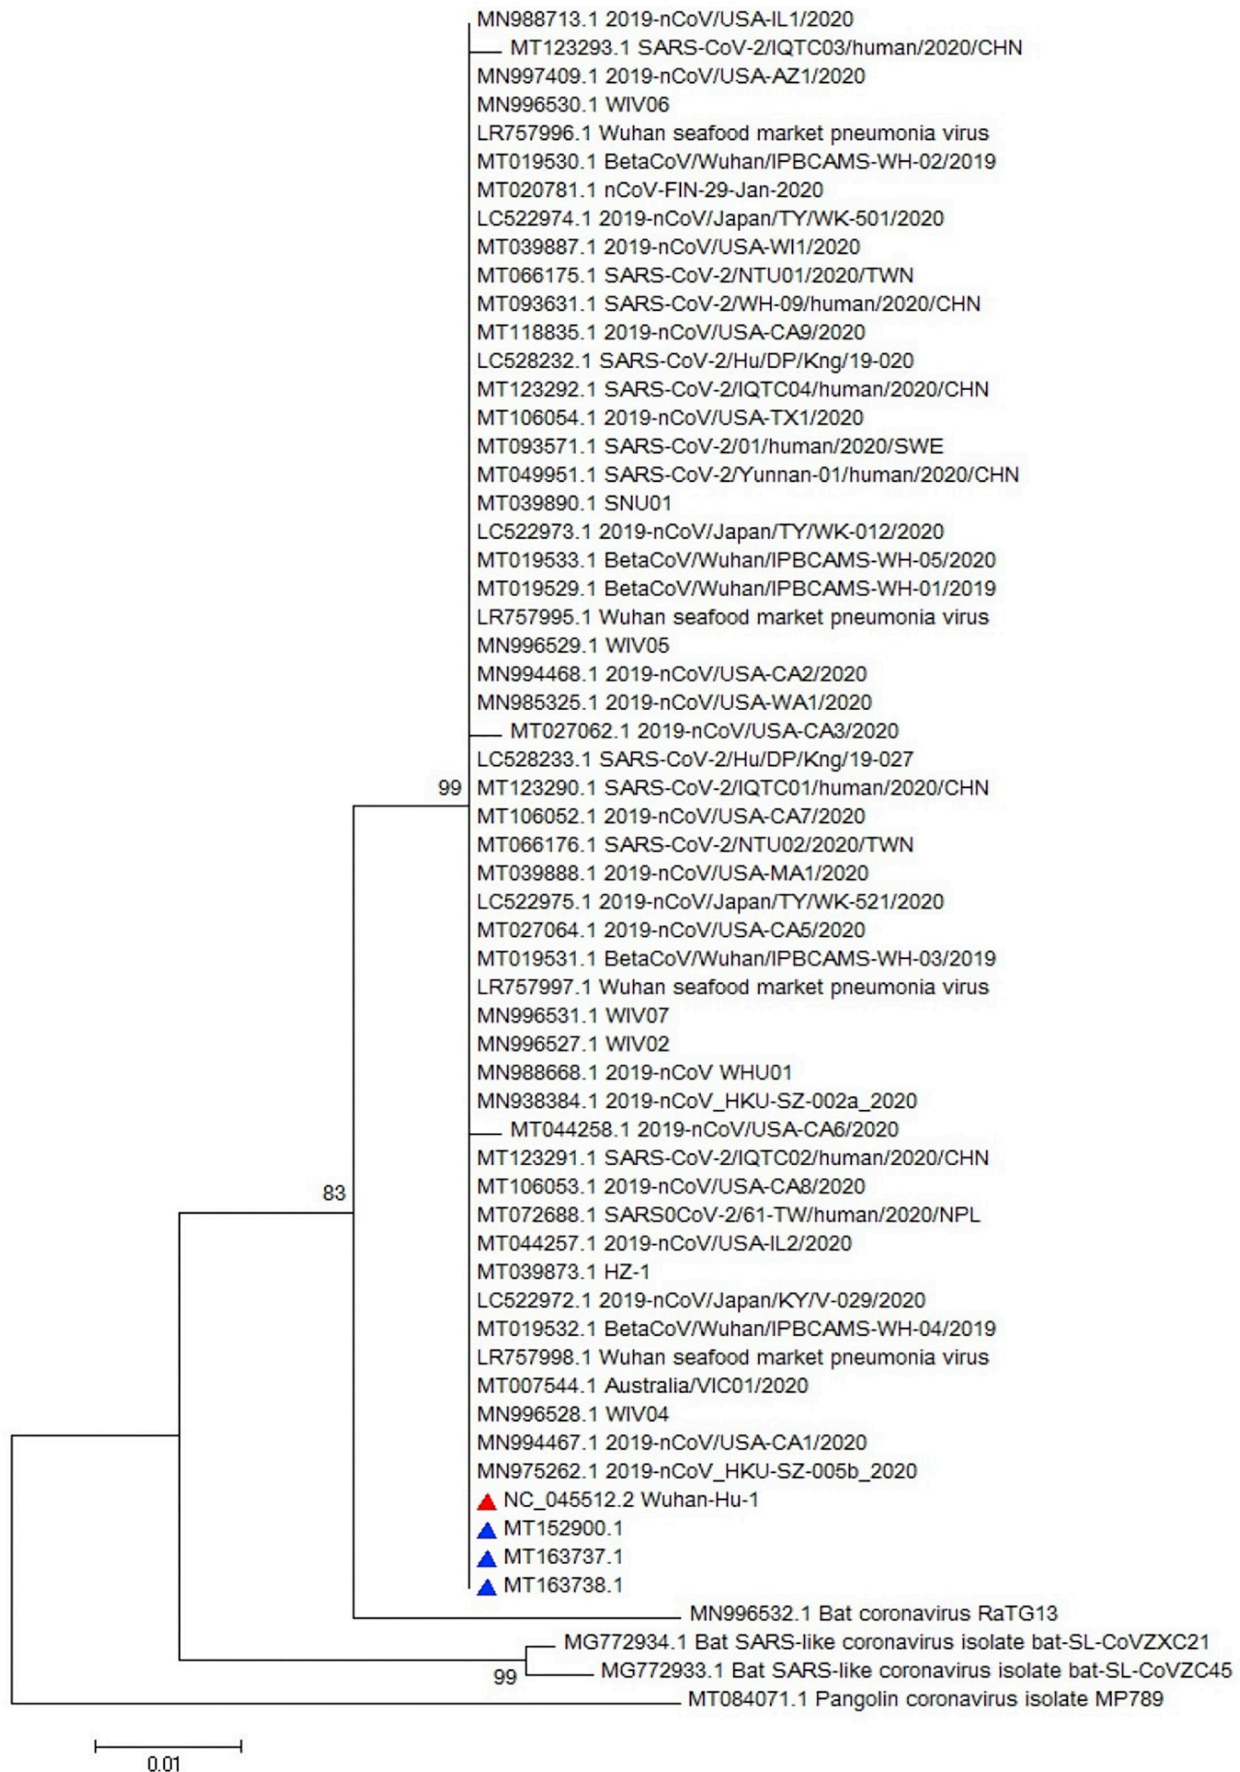 MN988713.1 2019-nCoV/USA-IL1/2020
MT123293.1 SARS-CoV-2/IQTC03/human/2020/CHN
MN997409.1 2019-nCoV/USA-AZ1/2020
MN996530.1 WIV06
LR757996.1 Wuhan seafood market pneumonia virus
MT019530.1 BetaCoV/Wuhan/IPBCAMS-WH-02/2019
MT020781.1 nCoV-FIN-29-Jan-2020
LC522974.1 2019-nCoV/Japan/TY/WK-501/2020
MT039887.1 2019-nCoV/USA-WI1/2020
MT066175.1 SARS-CoV-2/NTU01/2020/TWN
MT093631.1 SARS-CoV-2/WH-09/human/2020/CHN
MT118835.1 2019-nCoV/USA-CA9/2020
LC528232.1 SARS-CoV-2/Hu/DP/Kng/19-020
MT123292.1 SARS-CoV-2/IQTC04/human/2020/CHN
MT106054.1 2019-nCoV/USA-TX1/2020
MT093571.1 SARS-CoV-2/01/human/2020/SWE
MT049951.1 SARS-CoV-2/Yunnan-01/human/2020/CHN
MT039890.1 SNU01
LC522973.1 2019-nCoV/Japan/TY/WK-012/2020
MT019533.1 BetaCoV/Wuhan/IPBCAMS-WH-05/2020
MT019529.1 BetaCoV/Wuhan/IPBCAMS-WH-01/2019
LR757995.1 Wuhan seafood market pneumonia virus
MN996529.1 WIV05
MN994468.1 2019-nCoV/USA-CA2/2020
MN985325.1 2019-nCoV/USA-WA1/2020
MT027062.1 2019-nCoV/USA-CA3/2020
LC528233.1 SARS-CoV-2/Hu/DP/Kng/19-027
99 MT123290.1 SARS-CoV-2/IQTC01/human/2020/CHN
MT106052.1 2019-nCoV/USA-CA7/2020
MT066176.1 SARS-CoV-2/NTU02/2020/TWN
MT039888.1 2019-nCoV/USA-MA1/2020
LC522975.1 2019-nCoV/Japan/TY/WK-521/2020
MT027064.1 2019-nCoV/USA-CA5/2020
MT019531.1 BetaCoV/Wuhan/IPBCAMS-WH-03/2019
LR757997.1 Wuhan seafood market pneumonia virus
MN996531.1 WIV07
MN996527.1 WIV02
MN988668.1 2019-nCoV WHU01
MN938384.1 2019-nCoV_HKU-SZ-002a_2020
MT044258.1 2019-nCoV/USA-CA6/2020
MT123291.1 SARS-CoV-2/IQTC02/human/2020/CHN
MT106053.1 2019-nCoV/USA-CA8/2020
83
MT072688.1 SARS0CoV-2/61-TW/human/2020/NPL
MT044257.1 2019-nCoV/USA-IL2/2020
MT039873.1 HZ-1
LC522972.1 2019-nCoV/Japan/KY/V-029/2020
MT019532.1 BetaCoV/Wuhan/IPBCAMS-WH-04/2019
LR757998.1 Wuhan seafood market pneumonia virus
MT007544.1 Australia/VIC01/2020
MN996528.1 WIV04
MN994467.1 2019-nCoV/USA-CA1/2020
MN975262.1 2019-nCoV_HKU-SZ-005b_2020
NC_045512.2 Wuhan-Hu-1
MT152900.1
MT163737.1
MT163738.1
MN996532.1 Bat coronavirus RaTG13
MG772934.1 Bat SARS-like coronavirus isolate bat-SL-CoVZXC21
99 MG772933.1 Bat SARS-like coronavirus isolate bat-SL-CoVZC45
MT084071.1 Pangolin coronavirus isolate MP789
0.01